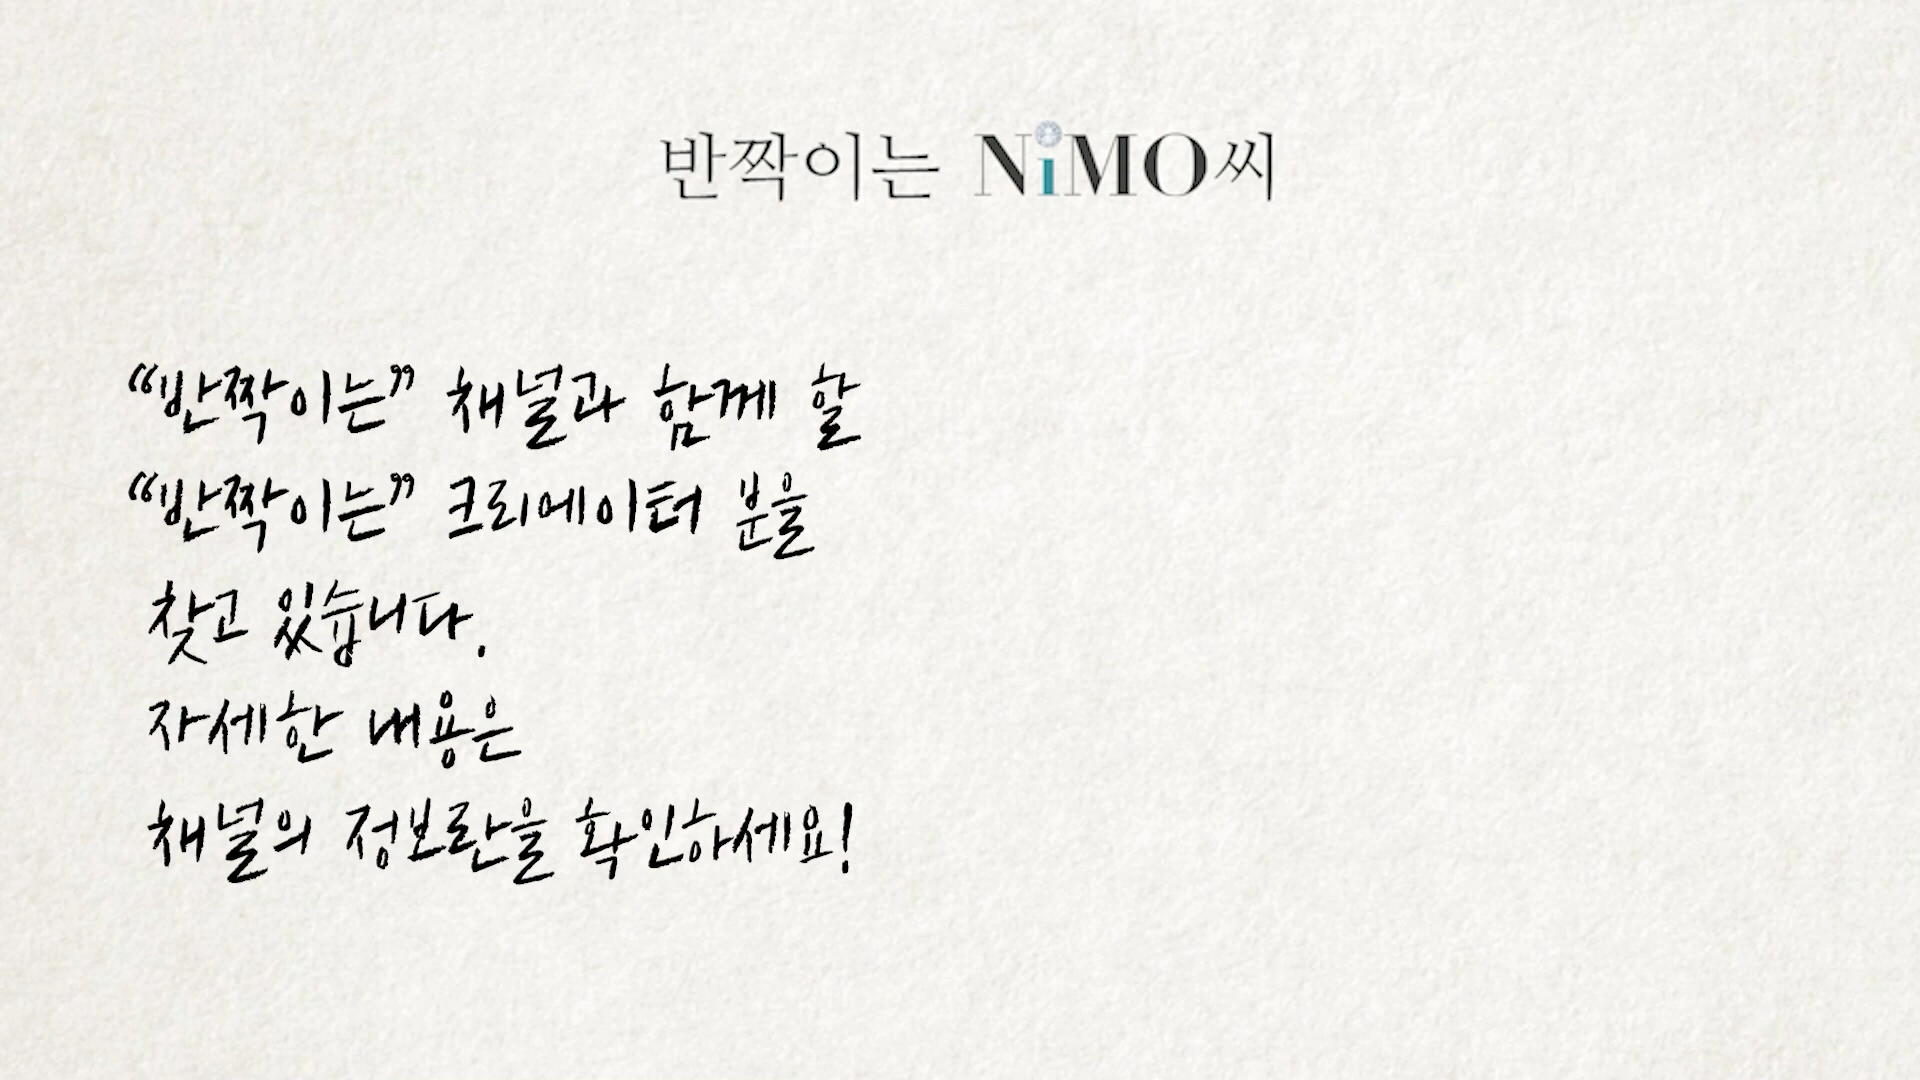 반짝이는 NiMO씨
“반짝이는” 채널과 함께 할
“반짝이는” 크리에이터 분을
찾고 있습니다.
자세한 내용은
채널의 정보란을 확인하세요!